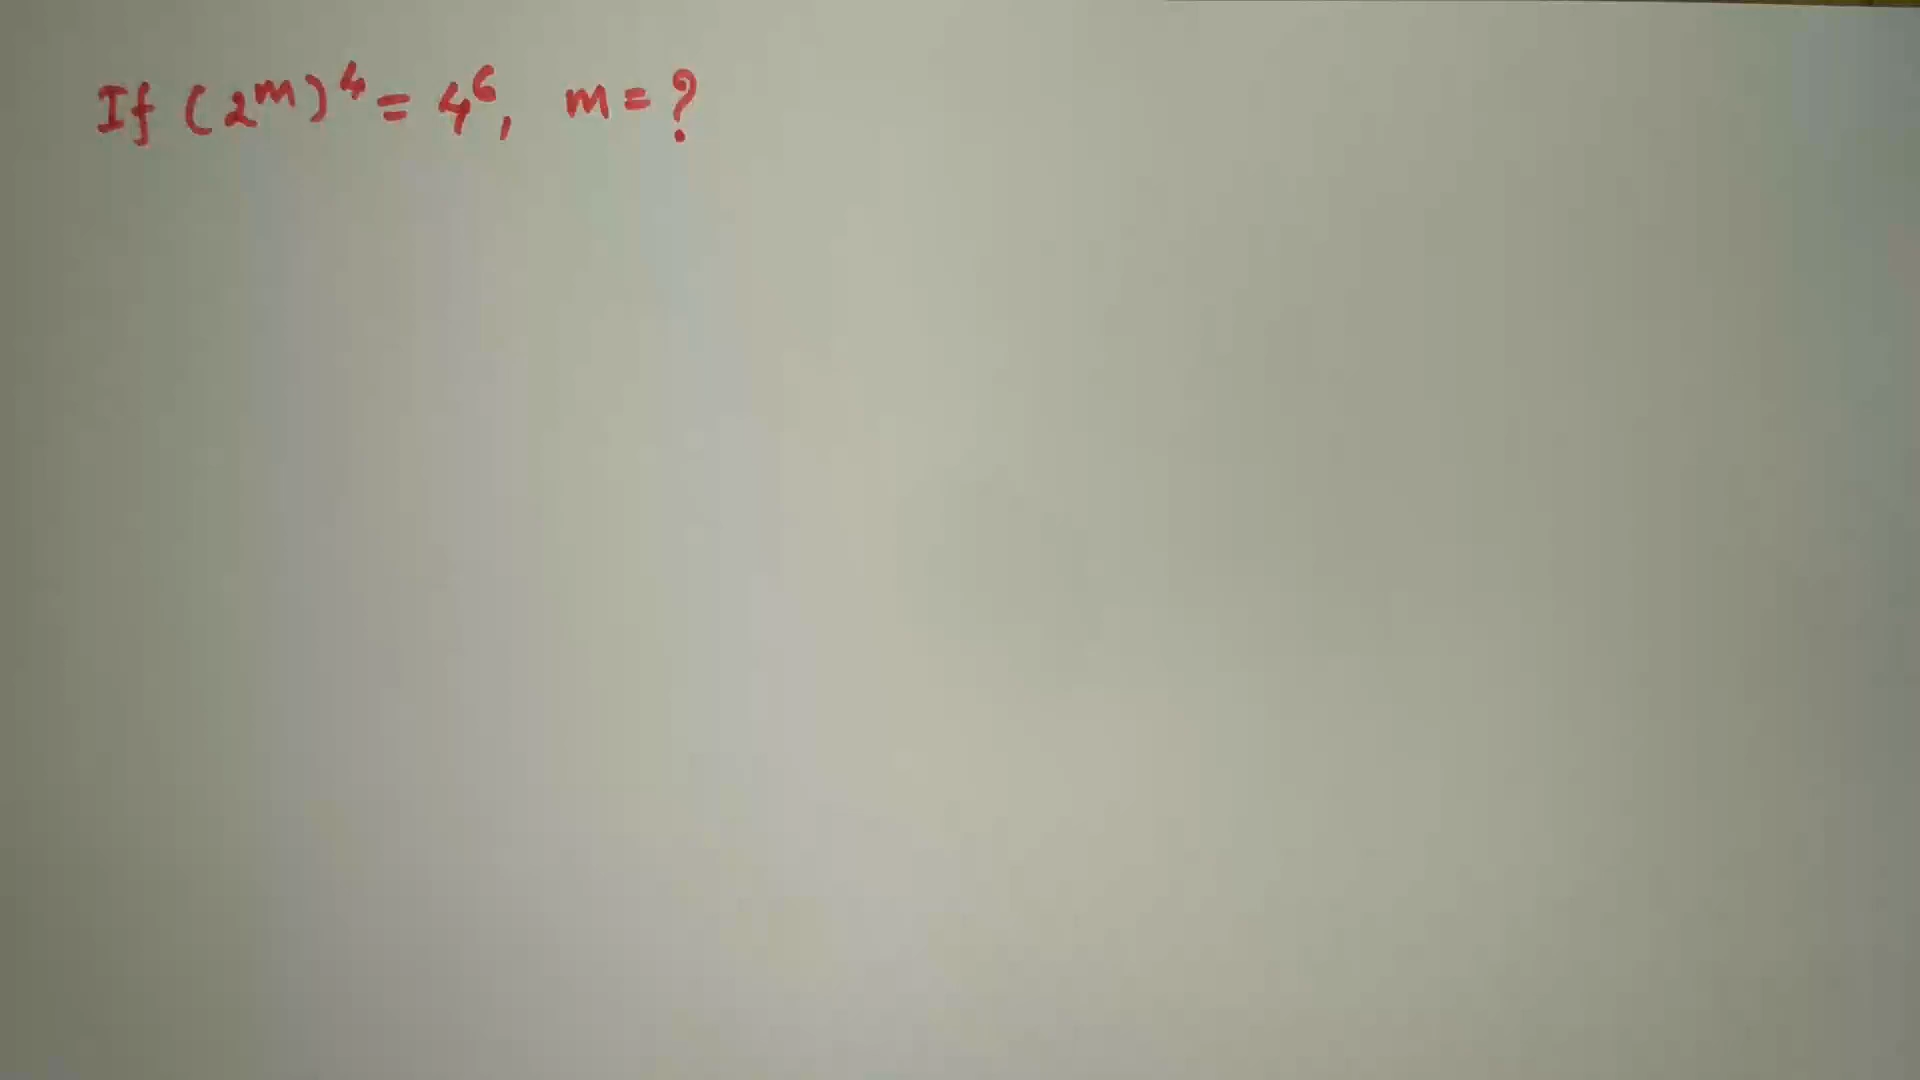 If (2^m)^4 = 4^6, m = ?